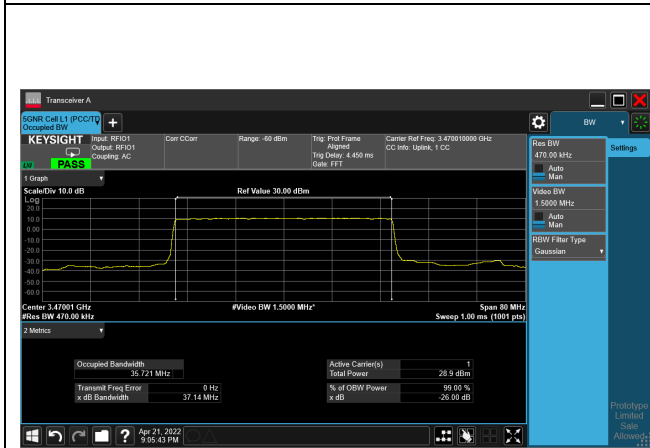 Transceiver A
5GNR Cell L1 (PCC/TD
Occupied BW
BW
KEYSIGHT
Input: RFIO1
Output: RFIO1
Coupling: AC
Corr CCorr
Range: -60 dBm
Trig: Prot Frame
Aligned
Trig Delay: 4.450 ms
Gate: FFT
Carrier Ref Freq: 3.470010000 GHz
CC Info: Uplink, 1 CC
LXI
PASS
Res BW
470.00 kHz
Auto
Man
Video BW
1.5000 MHz
Auto
Man
RBW Filter Type
Gaussian
Settings
1 Graph
Scale/Div 10.0 dB
Ref Value 30.00 dBm
Log
20.0
10.0
0.00
-10.0
-20.0
-30.0
-40.0
-50.0
-60.0
Center 3.47001 GHz
#Video BW 1.5000 MHz*
Span 80 MHz
#Res BW 470.00 kHz
Sweep 1.00 ms (1001 pts)
2 Metrics
Occupied Bandwidth
35.721 MHz
Transmit Freq Error 0 Hz
x dB Bandwidth 37.14 MHz
Active Carrier(s) 1
Total Power 28.9 dBm
% of OBW Power 99.00 %
x dB -26.00 dB
Prototype
Limited
Sale
Allowed
Apr 21, 2022
9:05:43 PM